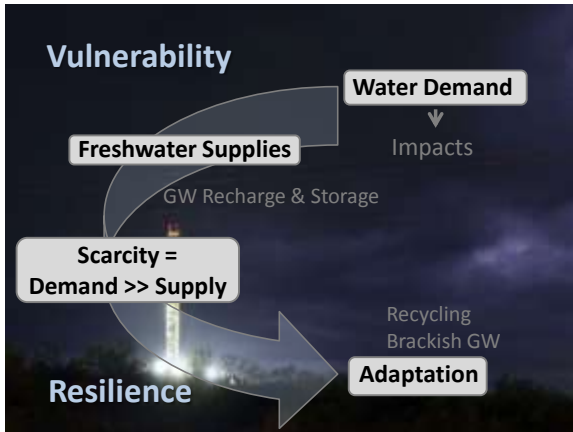 Vulnerability
Water Demand
Impacts
Freshwater Supplies
GW Recharge & Storage
Scarcity =
Demand >> Supply
Recycling
Brackish GW
Adaptation
Resilience